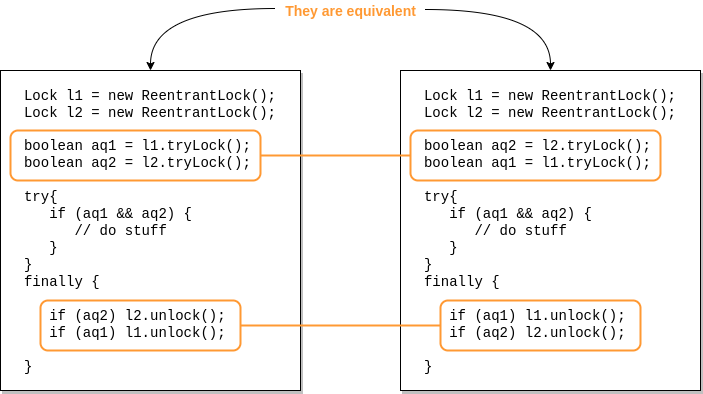 They are equivalent
Lock l1 = new ReentrantLock();
Lock l2 = new ReentrantLock();
boolean aq1 = l1.tryLock();
boolean aq2 = l2.tryLock();
try{
   if (aq1 && aq2) {
      // do stuff
   }
}
finally {
   if (aq2) l2.unlock();
   if (aq1) l1.unlock();
}
Lock l1 = new ReentrantLock();
Lock l2 = new ReentrantLock();
boolean aq2 = l2.tryLock();
boolean aq1 = l1.tryLock();
try{
   if (aq1 && aq2) {
      // do stuff
   }
}
finally {
   if (aq1) l1.unlock();
   if (aq2) l2.unlock();
}